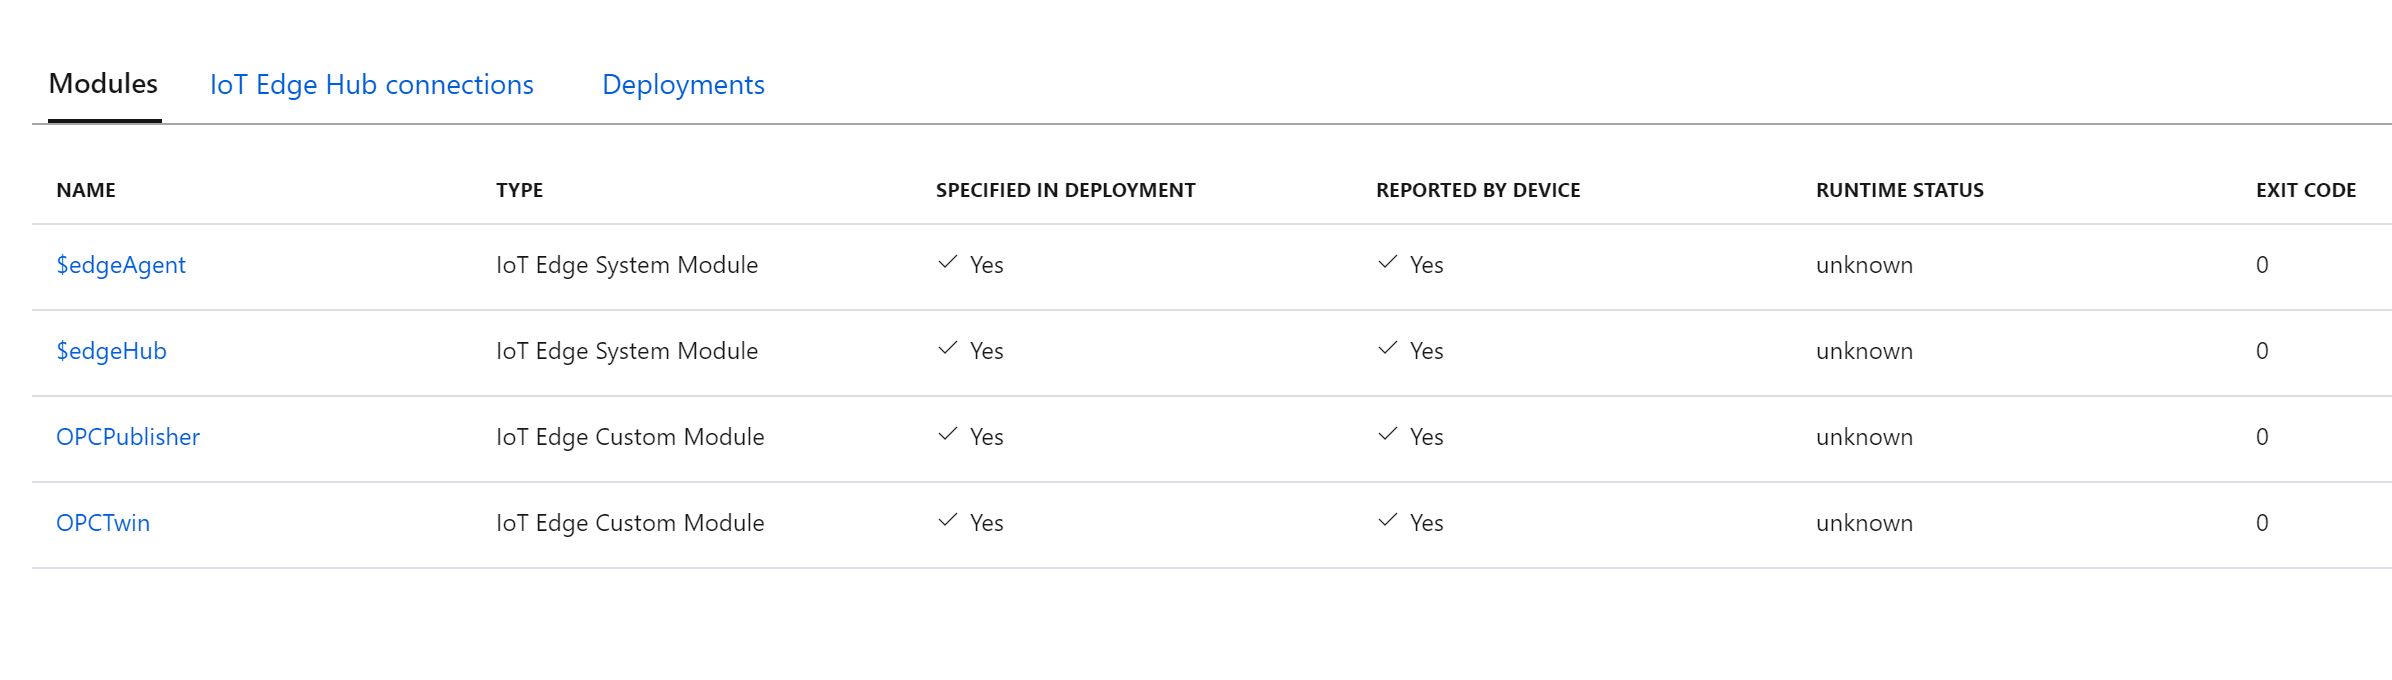 Modules IoT Edge Hub connections Deployments
NAME TYPE SPECIFIED IN DEPLOYMENT REPORTED BY DEVICE RUNTIME STATUS EXIT CODE
$edgeAgent IoT Edge System Module Yes Yes unknown 0
$edgeHub IoT Edge System Module Yes Yes unknown 0
OPCPublisher IoT Edge Custom Module Yes Yes unknown 0
OPCTwin IoT Edge Custom Module Yes Yes unknown 0